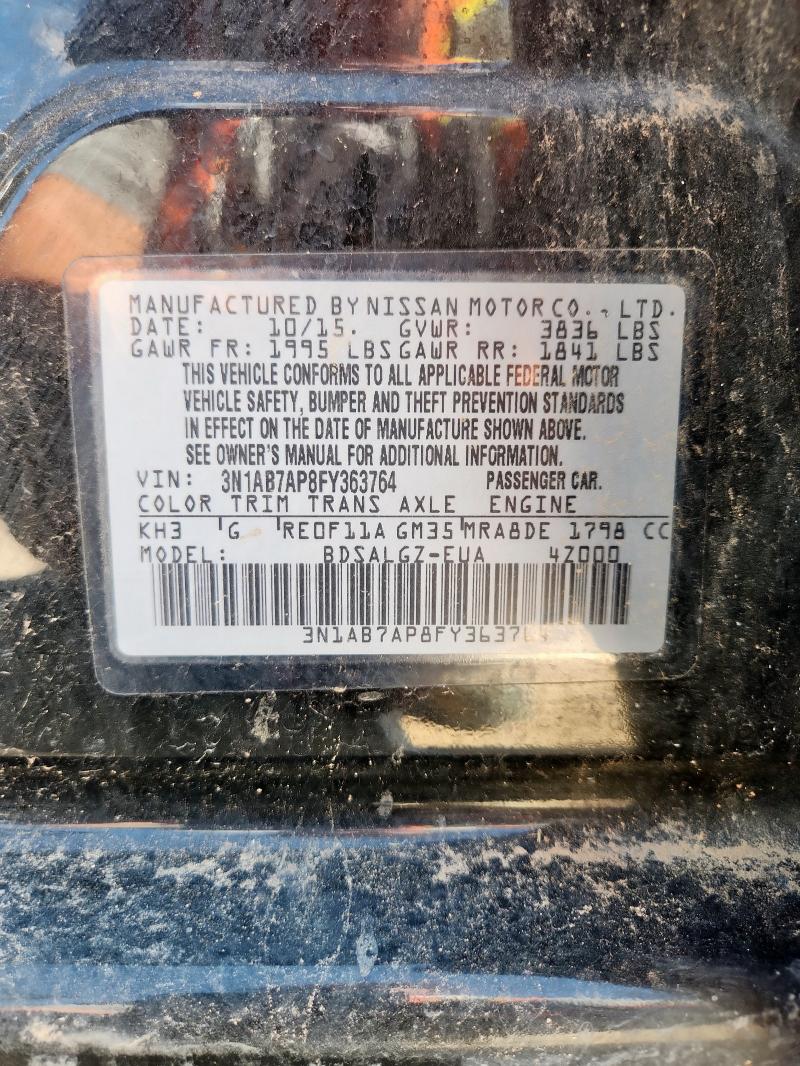 MANUFACTURED BY NISSAN MOTOR CO., LTD.
DATE: 10/15. GVWR: 3836 LBS
GAWR FR: 1995 LBS GAWR RR: 1841 LBS
THIS VEHICLE CONFORMS TO ALL APPLICABLE FEDERAL MOTOR
VEHICLE SAFETY, BUMPER AND THEFT PREVENTION STANDARDS
IN EFFECT ON THE DATE OF MANUFACTURE SHOWN ABOVE.
SEE OWNER'S MANUAL FOR ADDITIONAL INFORMATION.
VIN: 3N1AB7AP8FY363764 PASSENGER CAR.
COLOR TRIM TRANS AXLE ENGINE
KH3 G RE0F11A GM35 MRA8DE 1798 CC
MODEL: BDSALGZ-EUA 4Z000
3N1AB7AP8FY363764